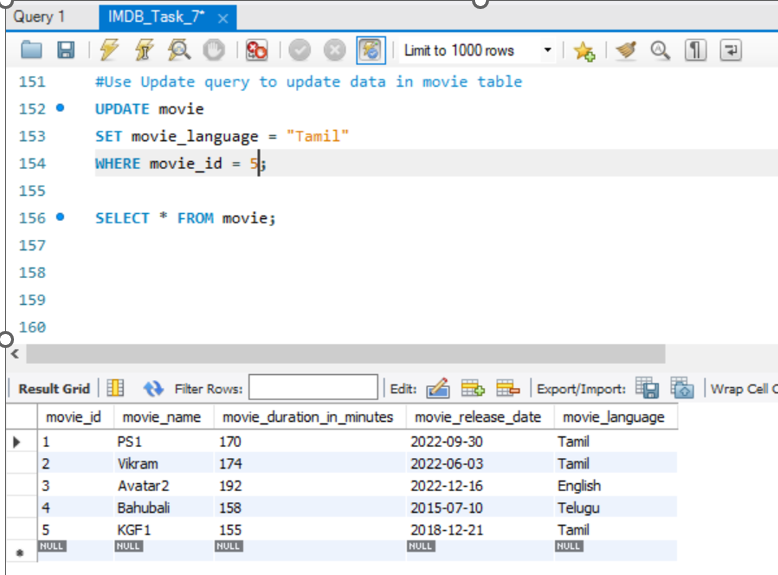 Query 1 IMDB_Task_7*
Limit to 1000 rows
151 #Use Update query to update data in movie table
152 UPDATE movie
153 SET movie_language = "Tamil"
154 WHERE movie_id = 5;
155
156 SELECT * FROM movie;
157
158
159
160
Result Grid Filter Rows: Edit: Export/Import: Wrap Cell C
movie_id movie_name movie_duration_in_minutes movie_release_date movie_language
1 PS1 170 2022-09-30 Tamil
2 Vikram 174 2022-06-03 Tamil
3 Avatar2 192 2022-12-16 English
4 Bahubali 158 2015-07-10 Telugu
5 KGF1 155 2018-12-21 Tamil
NULL NULL NULL NULL NULL